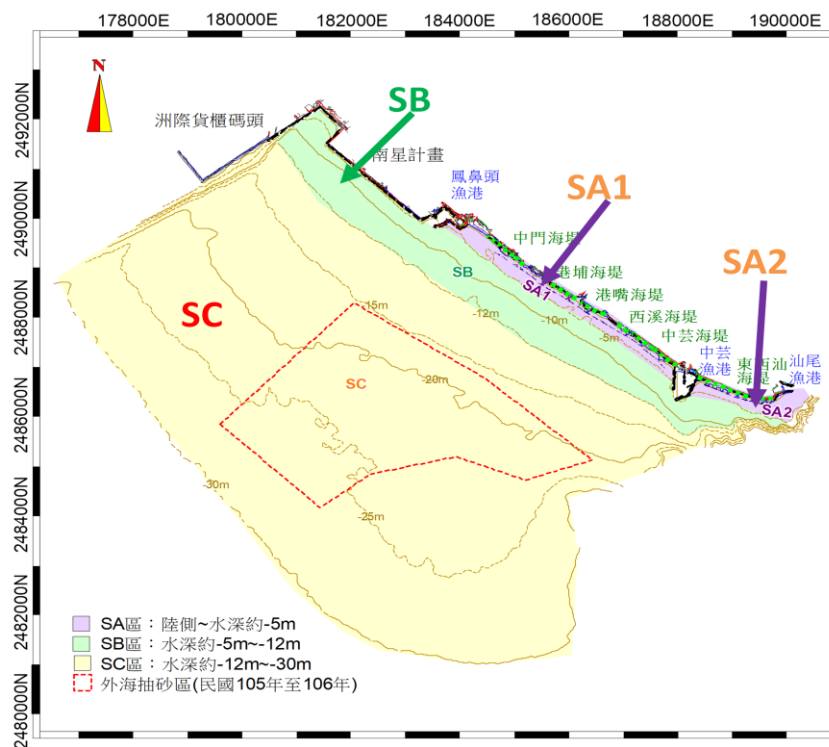 178000E 180000E 182000E 184000E 186000E 188000E 190000E
2492000N
2490000N
2488000N
2486000N
2484000N
2482000N
2480000N
N
SB
洲際貨櫃碼頭
南星計畫
鳳鼻頭
漁港
SA1
中門海堤
SA2
SB
港埔海堤
SA1
港嘴海堤
-12m
-10m
-5m
西溪海堤
SC
-15m
中芸海堤
中芸
漁港
東西汕
海堤
汕尾
漁港
SA2
-20m
SC
-30m
-25m
SA區：陸側~水深約-5m
SB區：水深約-5m~-12m
SC區：水深約-12m~-30m
外海抽砂區(民國105年至106年)